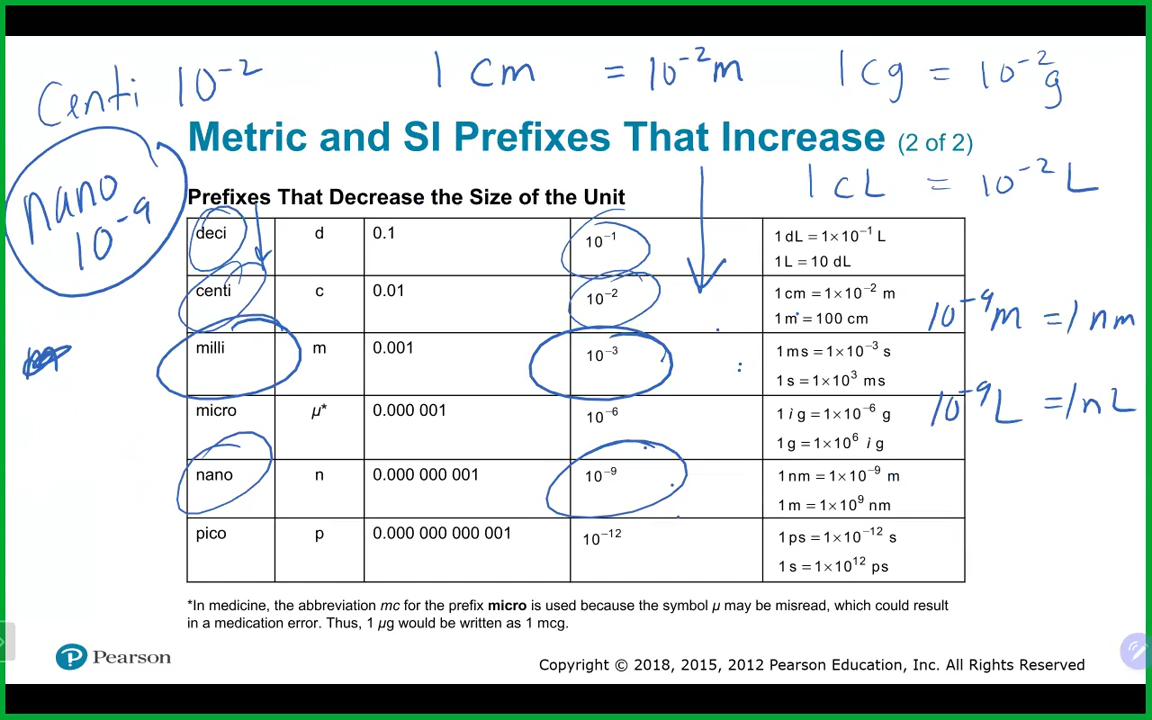 Centi 10⁻² 1 cm = 10⁻² m 1 cg = 10⁻² g
Metric and SI Prefixes That Increase (2 of 2)
nano
10⁻⁹
1 cL = 10⁻² L
Prefixes That Decrease the Size of the Unit
deci d 0.1 10⁻¹ 1 dL = 1×10⁻¹ L
1L = 10 dL
centi c 0.01 10⁻² 1 cm = 1×10⁻² m
1 m = 100 cm
10⁻⁹ m = 1 nm
milli m 0.001 10⁻³ 1 ms = 1×10⁻³ s
1 s = 1×10³ ms
10⁻⁹ L = 1 nL
micro μ* 0.000 001 10⁻⁶ 1 i g = 1×10⁻⁶ g
1 g = 1×10⁶ i g
nano n 0.000 000 001 10⁻⁹ 1 nm = 1×10⁻⁹ m
1 m = 1×10⁹ nm
pico p 0.000 000 000 001 10⁻¹² 1 ps = 1×10⁻¹² s
1 s = 1×10¹² ps
*In medicine, the abbreviation mc for the prefix micro is used because the symbol μ may be misread, which could result
in a medication error. Thus, 1 μg would be written as 1 mcg.
P Pearson
Copyright © 2018, 2015, 2012 Pearson Education, Inc. All Rights Reserved